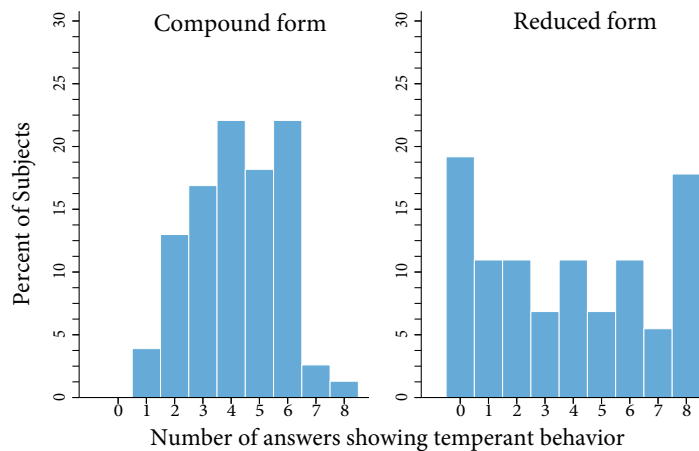 Compound form
Reduced form
Percent of Subjects
30
25
20
15
10
5
0
0 1 2 3 4 5 6 7 8
30
25
20
15
10
5
0
0 1 2 3 4 5 6 7 8
Number of answers showing temperant behavior